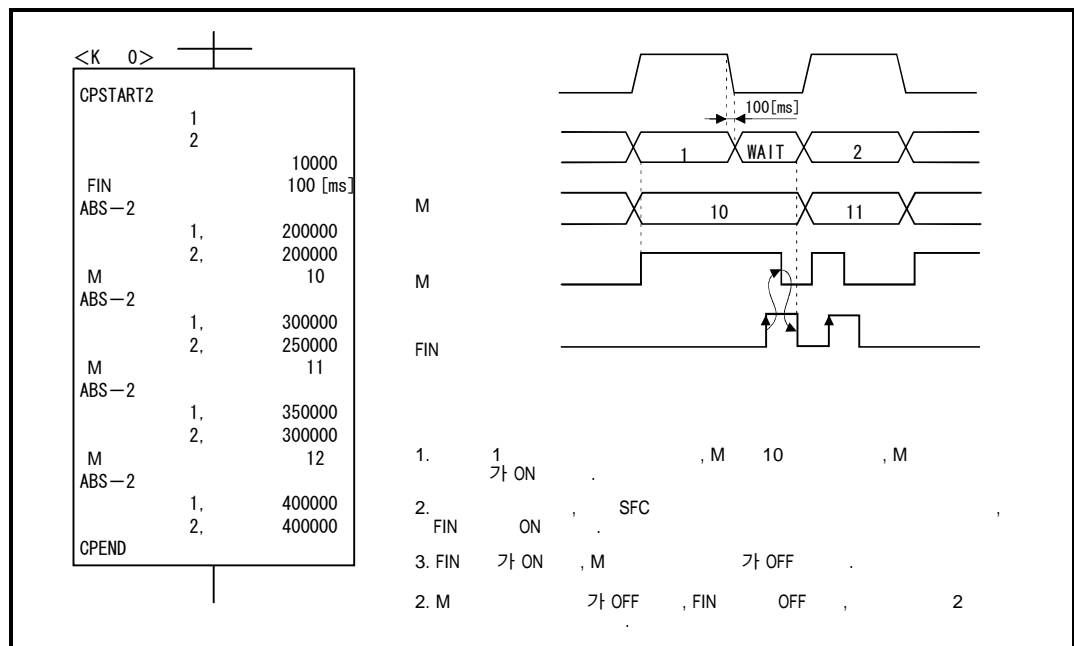 <K 0>
CPSTART2
1
2
10000
FIN 100 [ms]
ABS-2
1, 200000
2, 200000
M 10
ABS-2
1, 300000
2, 250000
M 11
ABS-2
1, 350000
2, 300000
M 12
ABS-2
1, 400000
2, 400000
CPEND
100[ms]
1 WAIT 2
M 10 11
M
FIN
1. 1 , M 10 , M
가 ON .
2. , SFC ,
FIN ON .
3. FIN 가 ON , M 가 OFF .
2. M 가 OFF , FIN OFF , 2
.